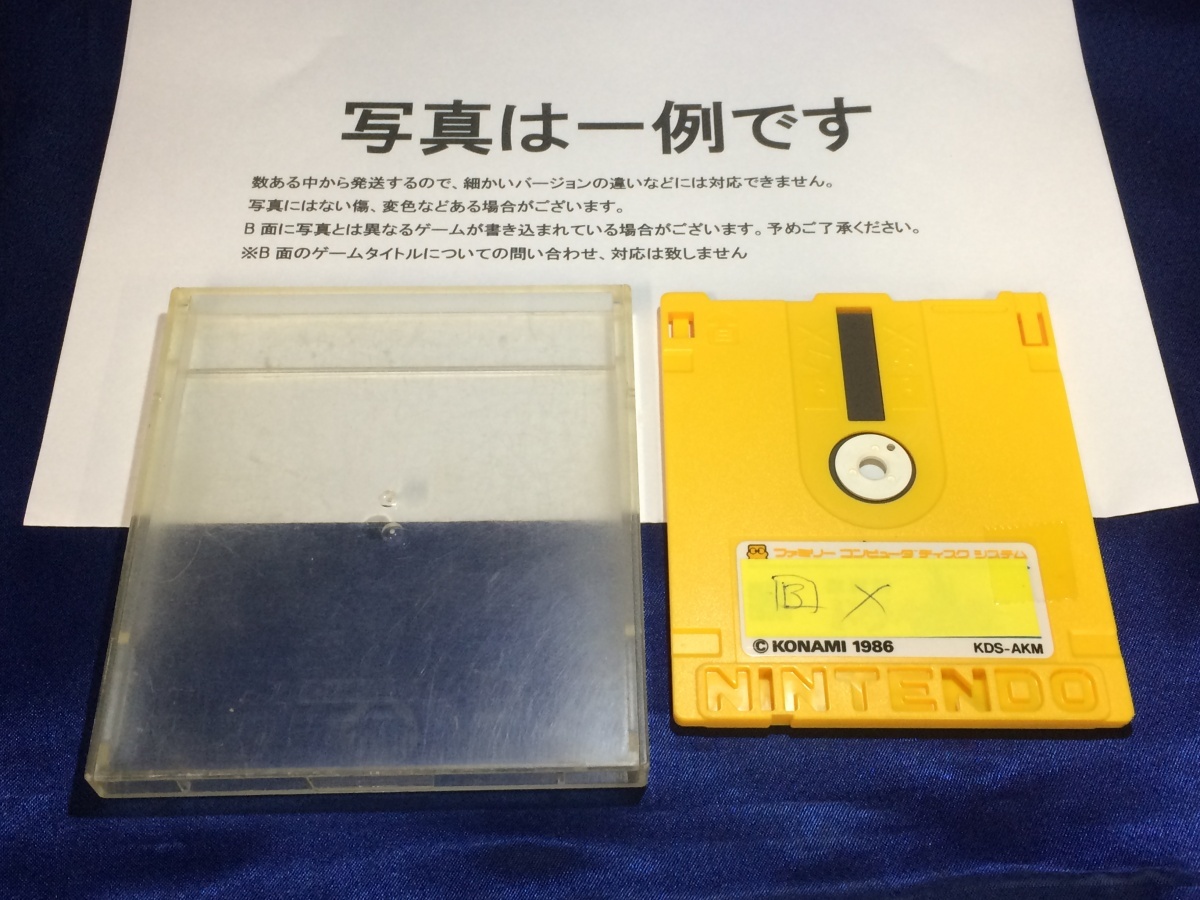 写真は一例です
数ある中から発送するので、細かいバージョンの違いなどには対応できません。
写真にはない傷、変色などある場合がございます。
B 面に写真とは異なるゲームが書き込まれている場合がございます。予めご了承ください。
※B 面のゲームタイトルについての問い合わせ、対応は致しません
ファミリー コンピュータ ディスク システム
B ×
© KONAMI 1986 KDS-AKM
NINTENDO